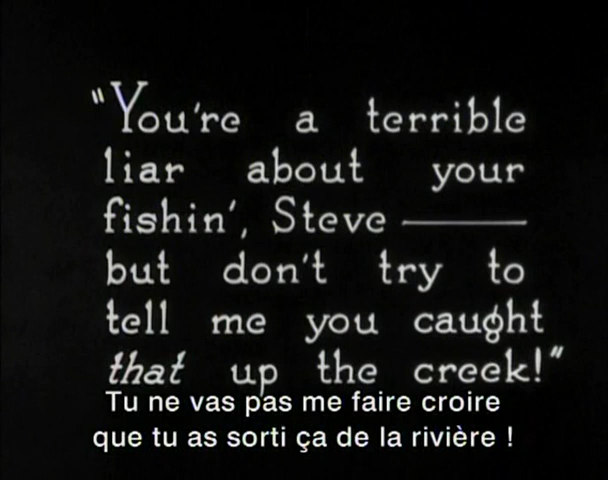 "You're a terrible
liar about your
fishin', Steve ——
but don't try to
tell me you caught
that up the creek!"
Tu ne vas pas me faire croire
que tu as sorti ça de la rivière !